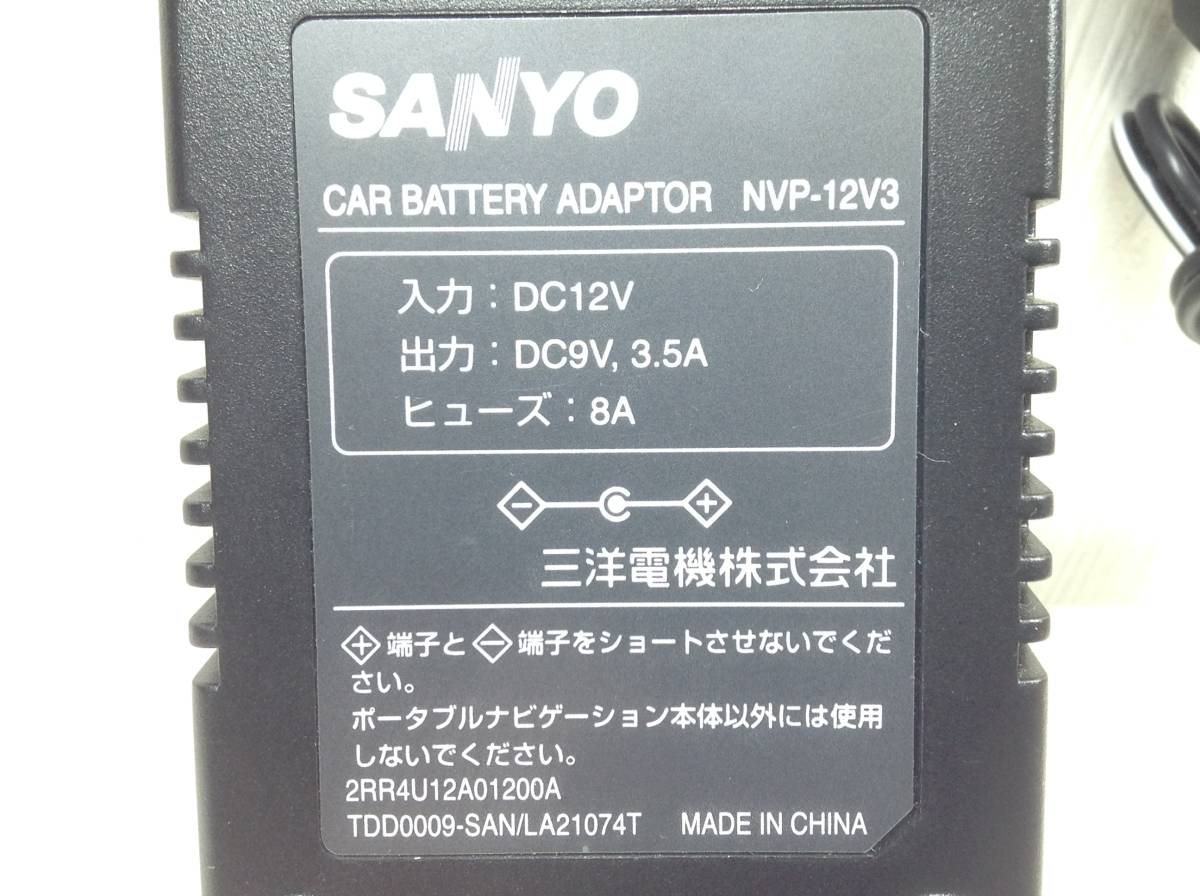 SANYO
CAR BATTERY ADAPTOR NVP-12V3
入力：DC12V
出力：DC9V, 3.5A
ヒューズ：8A
三洋電機株式会社
+端子と-端子をショートさせないでくだ
さい。
ポータブルナビゲーション本体以外には使用
しないでください。
2RR4U12A01200A
TDD0009-SAN/LA21074T MADE IN CHINA